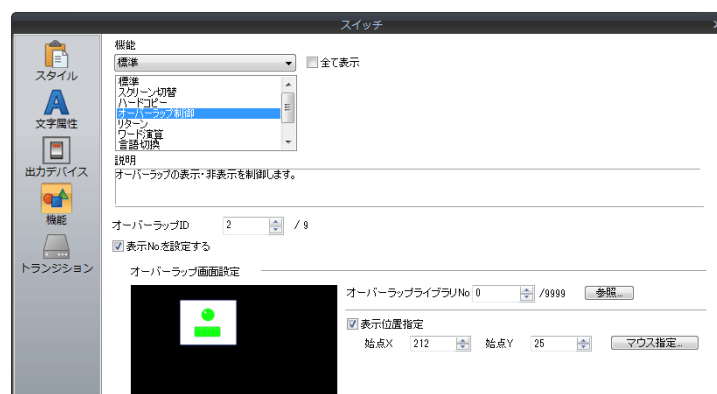 スイッチ
スタイル
文字属性
出力デバイス
機能
トランジション
機能
標準
全て表示
標準
スクリーン切替
ハードコピー
オーバーラップ制御
リターン
ワード演算
言語切換
説明
オーバーラップの表示・非表示を制御します。
オーバーラップID 2 / 9
表示No.を設定する
オーバーラップ画面設定
オーバーラップライブラリNo 0 /9999 参照...
表示位置指定
始点X 212 始点Y 25 マウス指定...